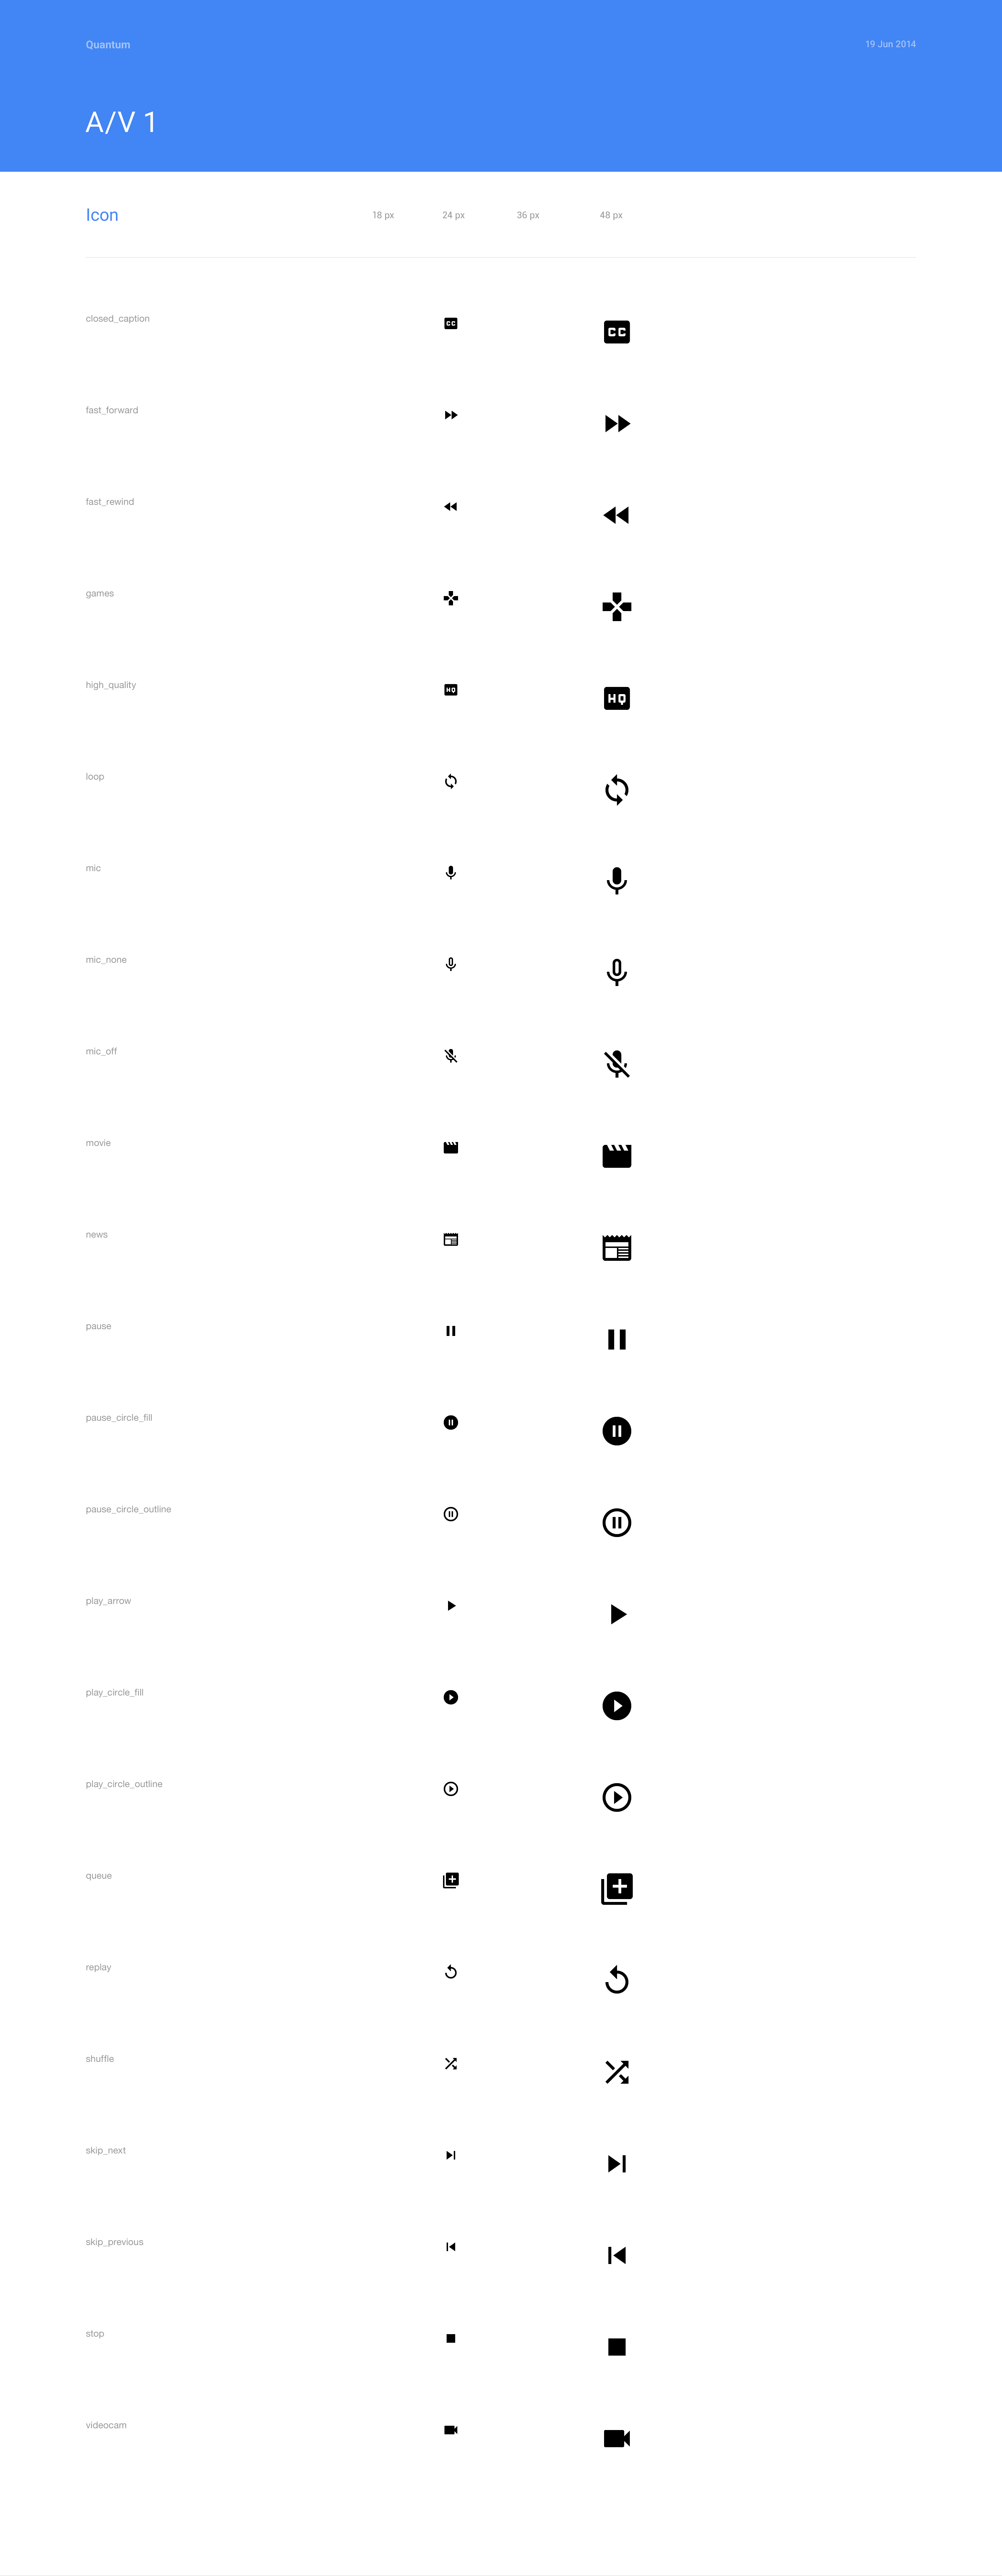 Quantum
19 Jun 2014
A/V 1
Icon
18 px
24 px
36 px
48 px
closed_caption
CC
CC
fast_forward
fast_rewind
games
high_quality
HQ
HQ
loop
mic
mic_none
mic_off
movie
news
pause
pause_circle_fill
pause_circle_outline
play_arrow
play_circle_fill
play_circle_outline
queue
replay
shuffle
skip_next
skip_previous
stop
videocam